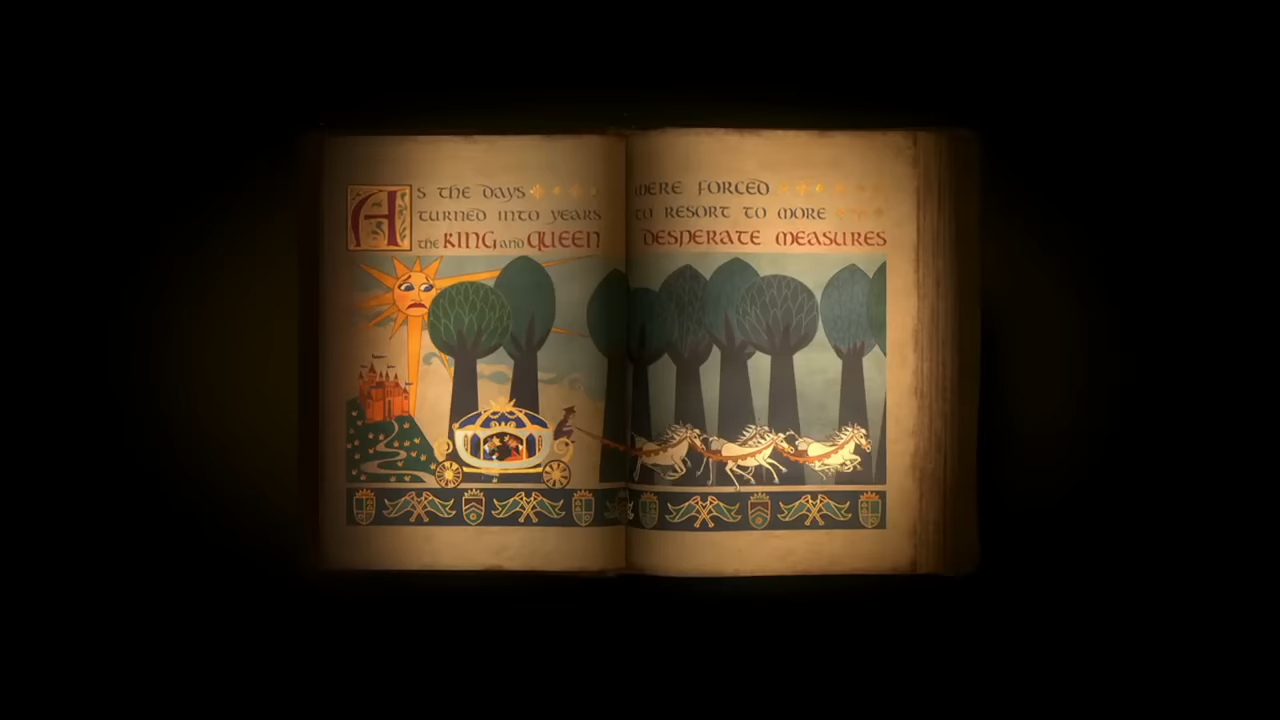 AS THE DAYS
TURNED INTO YEARS
the KING and QUEEN
WERE FORCED
TO RESORT TO MORE
DESPERATE MEASURES